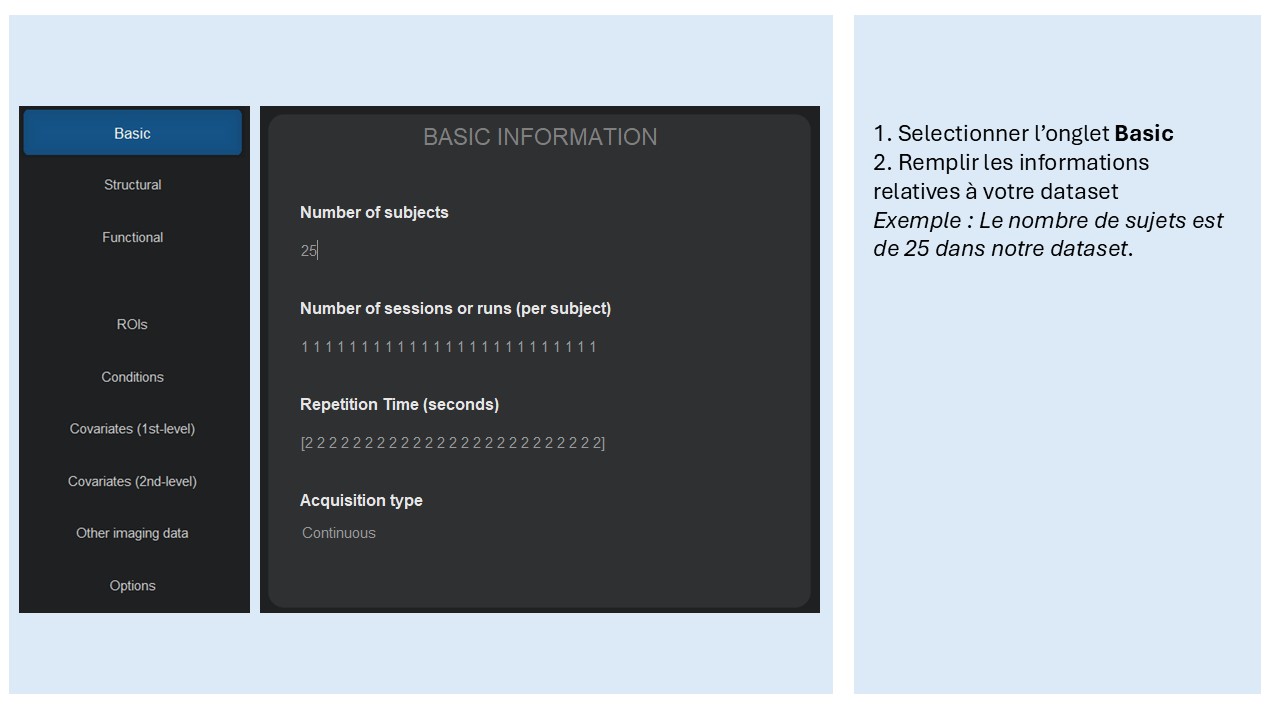 Basic
Structural
Functional
ROIs
Conditions
Covariates (1st-level)
Covariates (2nd-level)
Other imaging data
Options
BASIC INFORMATION
Number of subjects
25
Number of sessions or runs (per subject)
1 1 1 1 1 1 1 1 1 1 1 1 1 1 1 1 1 1 1 1 1 1 1 1 1
Repetition Time (seconds)
[2 2 2 2 2 2 2 2 2 2 2 2 2 2 2 2 2 2 2 2 2 2 2 2 2]
Acquisition type
Continuous
1. Selectionner l’onglet Basic
2. Remplir les informations
relatives à votre dataset
Exemple : Le nombre de sujets est
de 25 dans notre dataset.